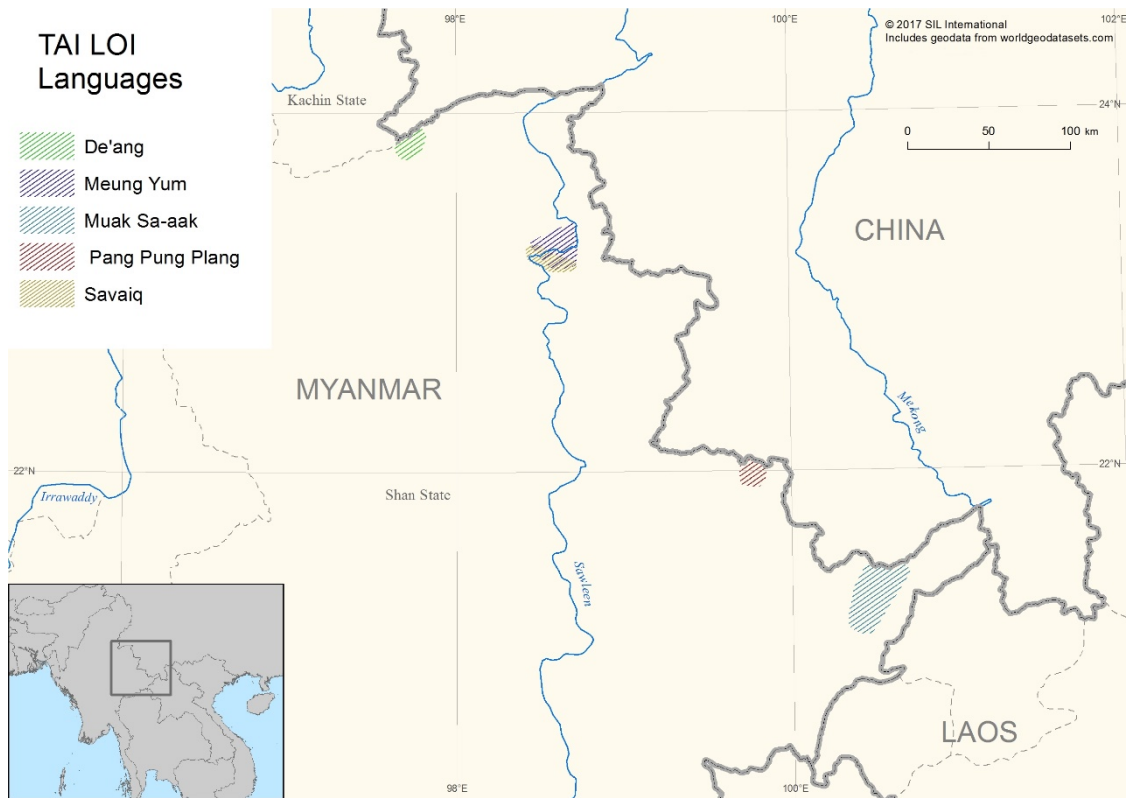 TAI LOI
Languages
De'ang
Meung Yum
Muak Sa-aak
Pang Pung Plang
Savaiq
98°E
100°E
102°E
© 2017 SIL International
Includes geodata from worldgeodatasets.com
Kachin State
24°N
0 50 100 km
CHINA
MYANMAR
Mekong
22°N
22°N
Shan State
Irrawaddy
Sawleen
LAOS
98°E
100°E